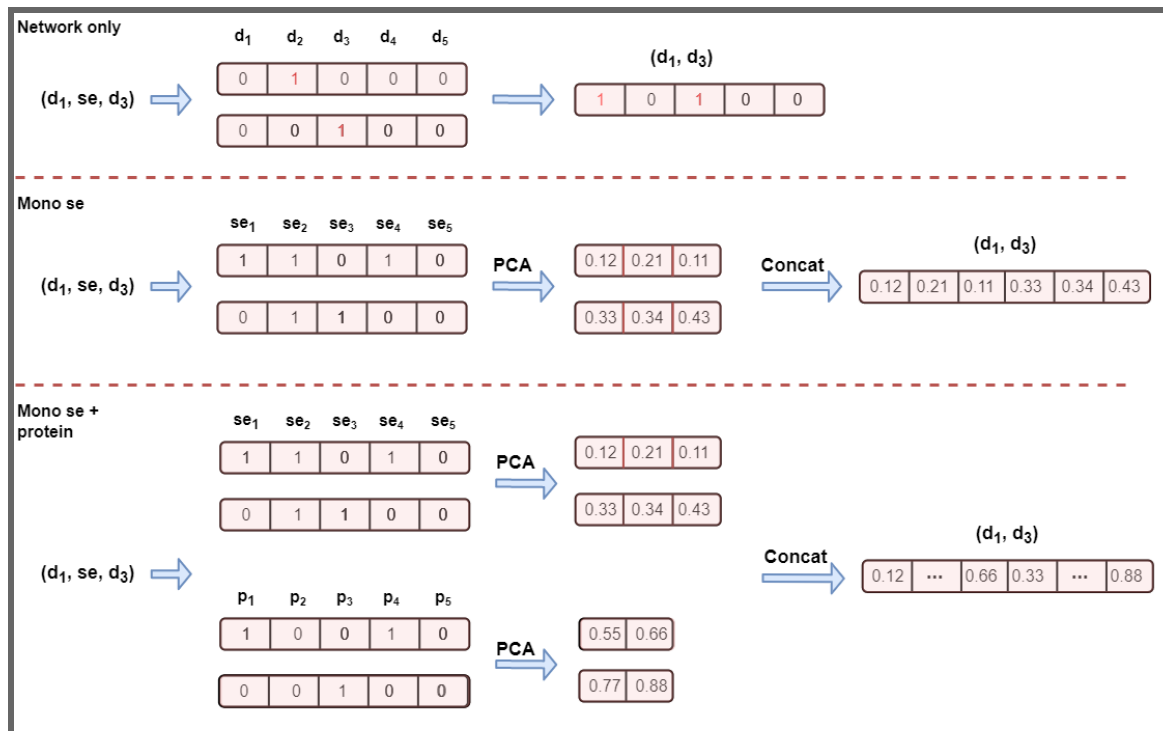 Network only
d1 d2 d3 d4 d5
0 1 0 0 0
(d1, se, d3)
0 0 1 0 0
(d1, d3)
1 0 1 0 0
Mono se
se1 se2 se3 se4 se5
1 1 0 1 0
(d1, se, d3)
0 1 1 0 0
PCA
0.12 0.21 0.11
0.33 0.34 0.43
Concat
(d1, d3)
0.12 0.21 0.11 0.33 0.34 0.43
Mono se +
protein
se1 se2 se3 se4 se5
1 1 0 1 0
0 1 1 0 0
PCA
0.12 0.21 0.11
0.33 0.34 0.43
(d1, se, d3)
p1 p2 p3 p4 p5
1 0 0 1 0
0 0 1 0 0
PCA
0.55 0.66
0.77 0.88
Concat
(d1, d3)
0.12 ... 0.66 0.33 ... 0.88